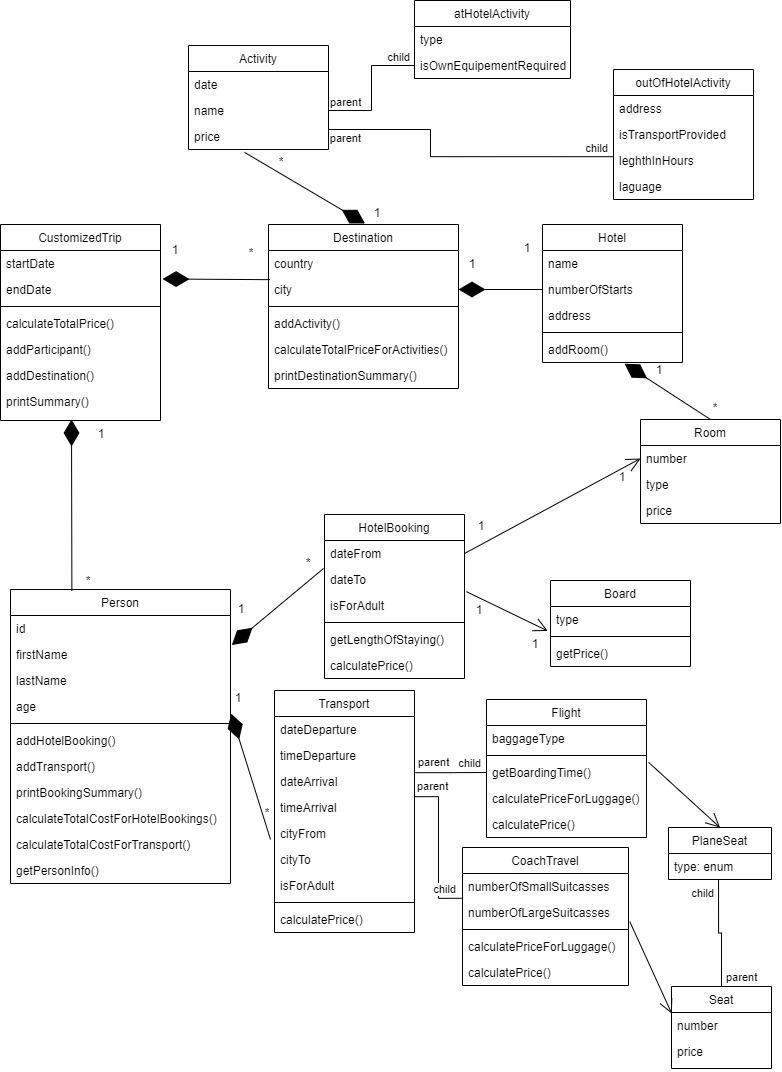 atHotelActivity
type
isOwnEquipementRequired
Activity
date
name
price
child
parent
parent
child
outOfHotelActivity
address
isTransportProvided
leghthInHours
laguage
*
1
CustomizedTrip
startDate
endDate
calculateTotalPrice()
addParticipant()
addDestination()
printSummary()
1
*
Destination
country
city
addActivity()
calculateTotalPriceForActivities()
printDestinationSummary()
1
1
Hotel
name
numberOfStarts
address
addRoom()
1
*
Room
number
type
price
1
*
Person
id
firstName
lastName
age
addHotelBooking()
addTransport()
printBookingSummary()
calculateTotalCostForHotelBookings()
calculateTotalCostForTransport()
getPersonInfo()
1
*
HotelBooking
dateFrom
dateTo
isForAdult
getLengthOfStaying()
calculatePrice()
1
1
1
1
Board
type
getPrice()
1
*
Transport
dateDeparture
timeDeparture
dateArrival
timeArrival
cityFrom
cityTo
isForAdult
calculatePrice()
parent
child
parent
child
Flight
baggageType
getBoardingTime()
calculatePriceForLuggage()
calculatePrice()
CoachTravel
numberOfSmallSuitcasses
numberOfLargeSuitcasses
calculatePriceForLuggage()
calculatePrice()
PlaneSeat
type: enum
child
parent
Seat
number
price